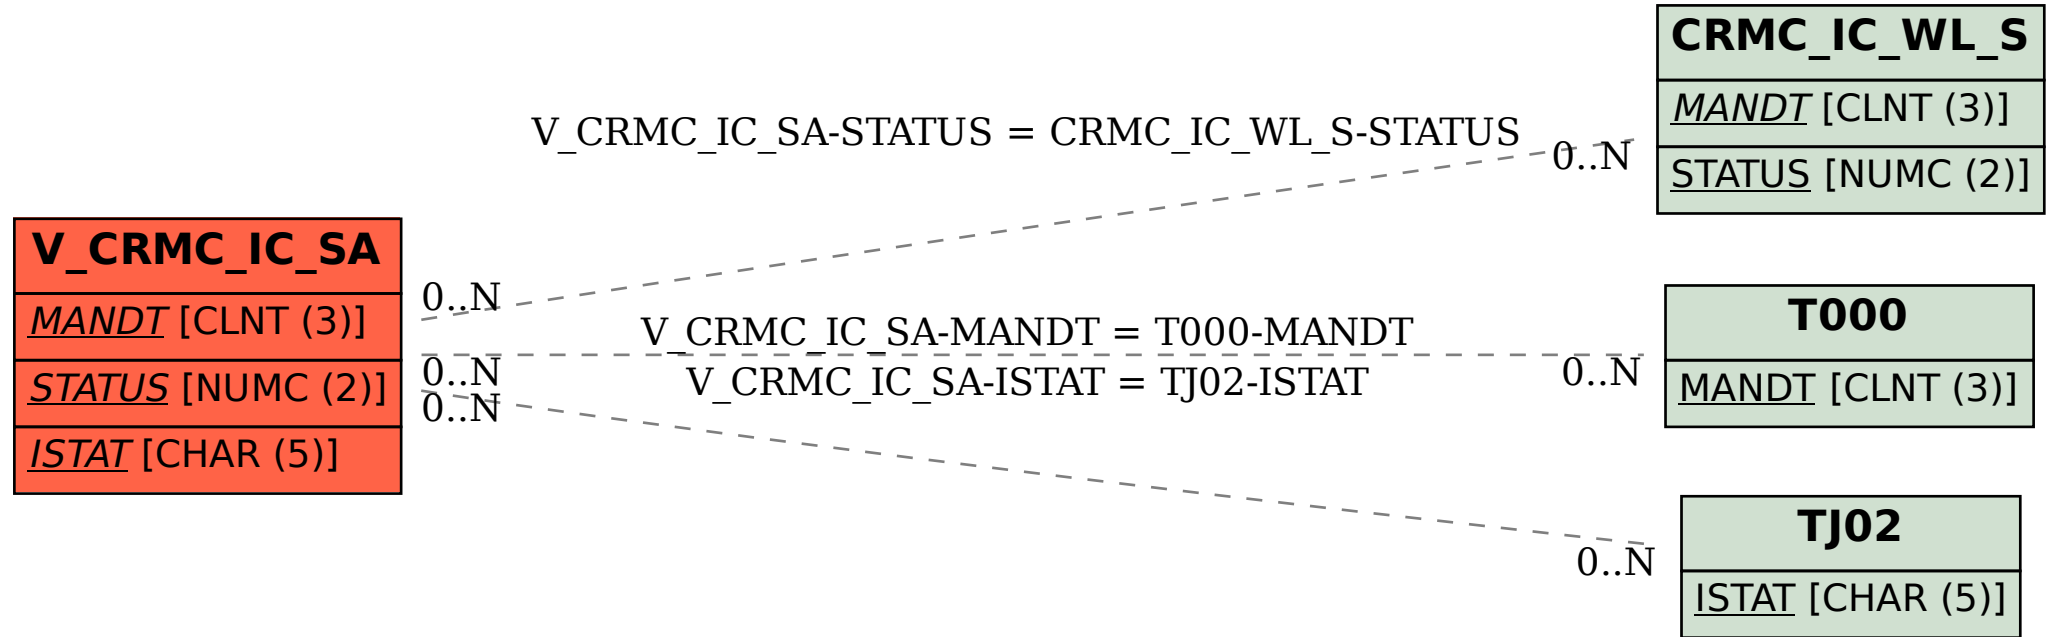 CRMC_IC_WL_S
MANDT [CLNT (3)]
STATUS [NUMC (2)]
V_CRMC_IC_SA-STATUS = CRMC_IC_WL_S-STATUS
0..N
V_CRMC_IC_SA
MANDT [CLNT (3)]
STATUS [NUMC (2)]
ISTAT [CHAR (5)]
0..N
0..N
0..N
V_CRMC_IC_SA-MANDT = T000-MANDT
V_CRMC_IC_SA-ISTAT = TJ02-ISTAT
0..N
T000
MANDT [CLNT (3)]
0..N
TJ02
ISTAT [CHAR (5)]